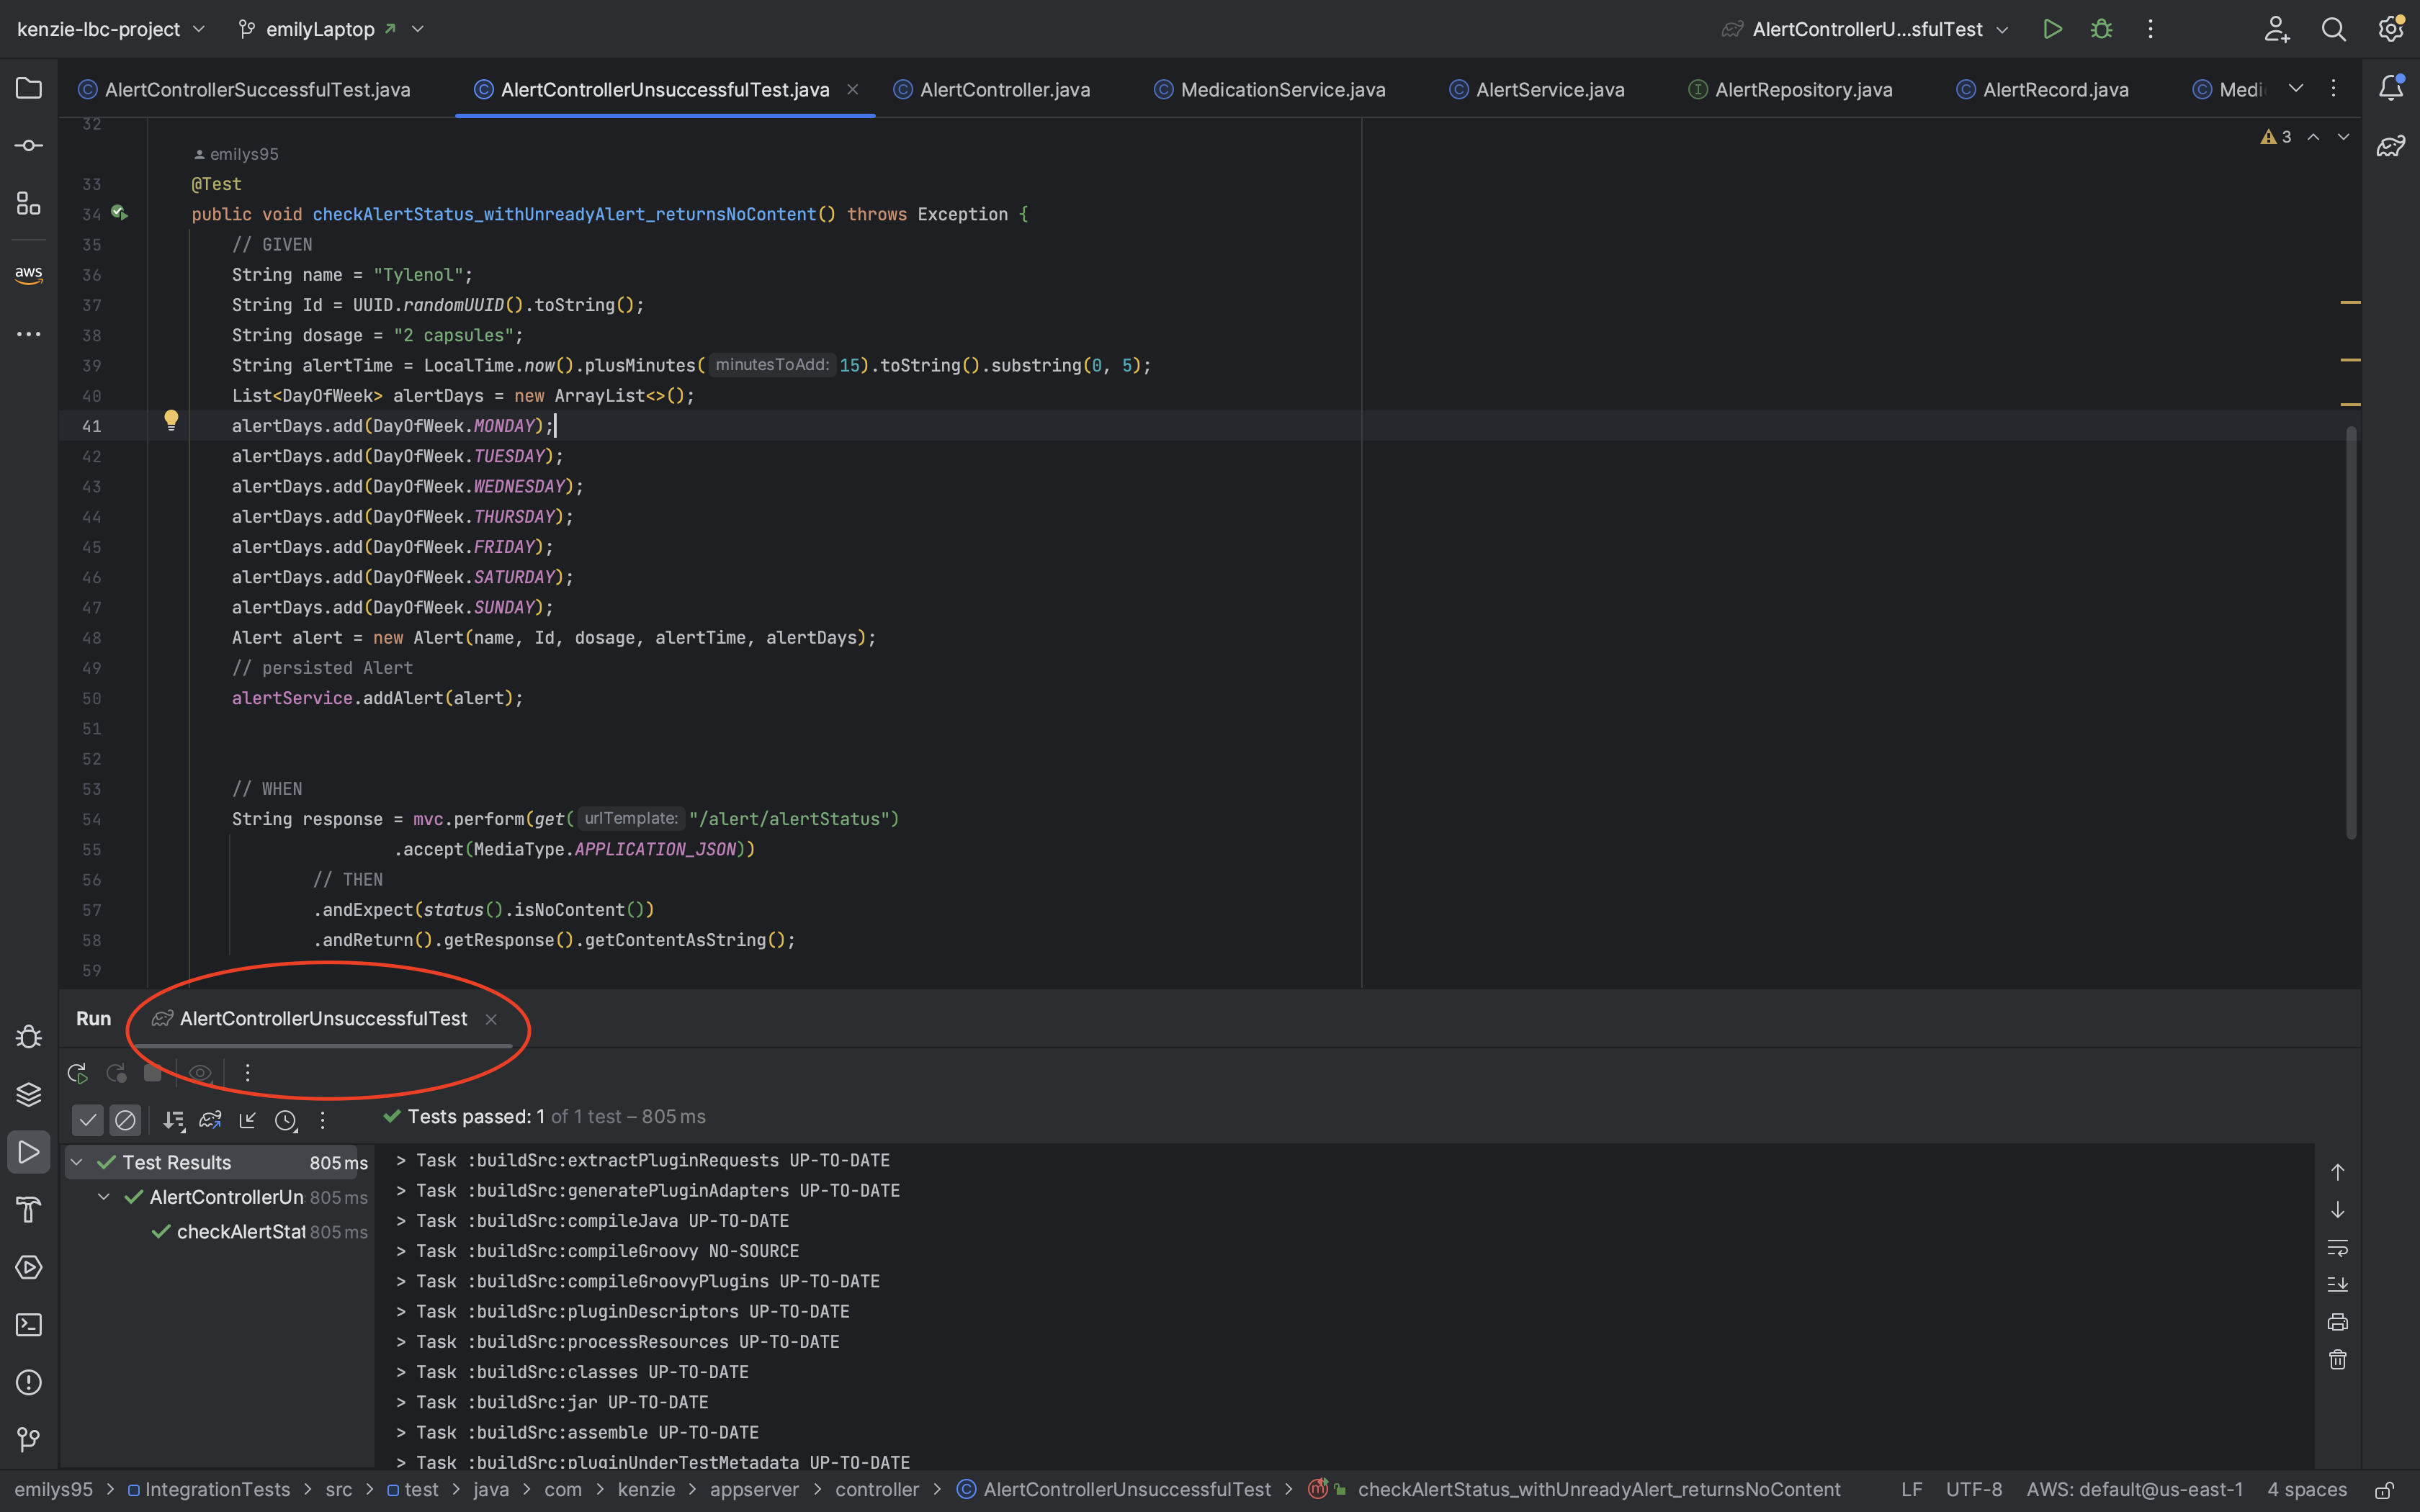 kenzie-lbc-project
emilyLaptop
AlertControllerU...sfulTest
AlertControllerSuccessfulTest.java
AlertControllerUnsuccessfulTest.java
AlertController.java
MedicationService.java
AlertService.java
AlertRepository.java
AlertRecord.java
Medi
aws
3
32
emilys95
33 @Test
34 public void checkAlertStatus_withUnreadyAlert_returnsNoContent() throws Exception {
35 // GIVEN
36 String name = "Tylenol";
37 String Id = UUID.randomUUID().toString();
38 String dosage = "2 capsules";
39 String alertTime = LocalTime.now().plusMinutes( minutesToAdd: 15).toString().substring(0, 5);
40 List<DayOfWeek> alertDays = new ArrayList<>();
41 alertDays.add(DayOfWeek.MONDAY);
42 alertDays.add(DayOfWeek.TUESDAY);
43 alertDays.add(DayOfWeek.WEDNESDAY);
44 alertDays.add(DayOfWeek.THURSDAY);
45 alertDays.add(DayOfWeek.FRIDAY);
46 alertDays.add(DayOfWeek.SATURDAY);
47 alertDays.add(DayOfWeek.SUNDAY);
48 Alert alert = new Alert(name, Id, dosage, alertTime, alertDays);
49 // persisted Alert
50 alertService.addAlert(alert);
51
52
53 // WHEN
54 String response = mvc.perform(get( urlTemplate: "/alert/alertStatus")
55 .accept(MediaType.APPLICATION_JSON))
56 // THEN
57 .andExpect(status().isNoContent())
58 .andReturn().getResponse().getContentAsString();
59
Run AlertControllerUnsuccessfulTest
Tests passed: 1 of 1 test – 805 ms
Test Results 805 ms
AlertControllerUn 805 ms
checkAlertStat 805 ms
> Task :buildSrc:extractPluginRequests UP-TO-DATE
> Task :buildSrc:generatePluginAdapters UP-TO-DATE
> Task :buildSrc:compileJava UP-TO-DATE
> Task :buildSrc:compileGroovy NO-SOURCE
> Task :buildSrc:compileGroovyPlugins UP-TO-DATE
> Task :buildSrc:pluginDescriptors UP-TO-DATE
> Task :buildSrc:processResources UP-TO-DATE
> Task :buildSrc:classes UP-TO-DATE
> Task :buildSrc:jar UP-TO-DATE
> Task :buildSrc:assemble UP-TO-DATE
> Task :buildSrc:pluginUnderTestMetadata UP-TO-DATE
emilys95 > IntegrationTests > src > test > java > com > kenzie > appserver > controller > AlertControllerUnsuccessfulTest > checkAlertStatus_withUnreadyAlert_returnsNoContent LF UTF-8 AWS: default@us-east-1 4 spaces